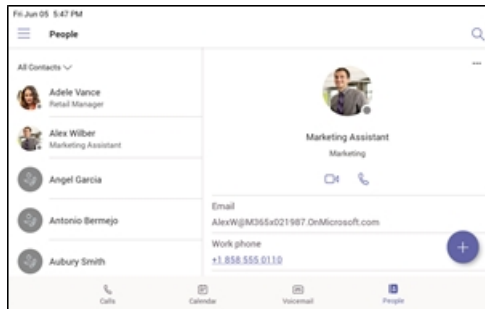 Fri Jun 05 5:47 PM
People
All Contacts
Adele Vance
Retail Manager
Alex Wilber
Marketing Assistant
Angel Garcia
Antonio Bermejo
Aubury Smith
Marketing Assistant
Marketing
Email
AlexW@M365x021987.OnMicrosoft.com
Work phone
+1 858 555 0110
Calls
Calendar
Voicemail
People